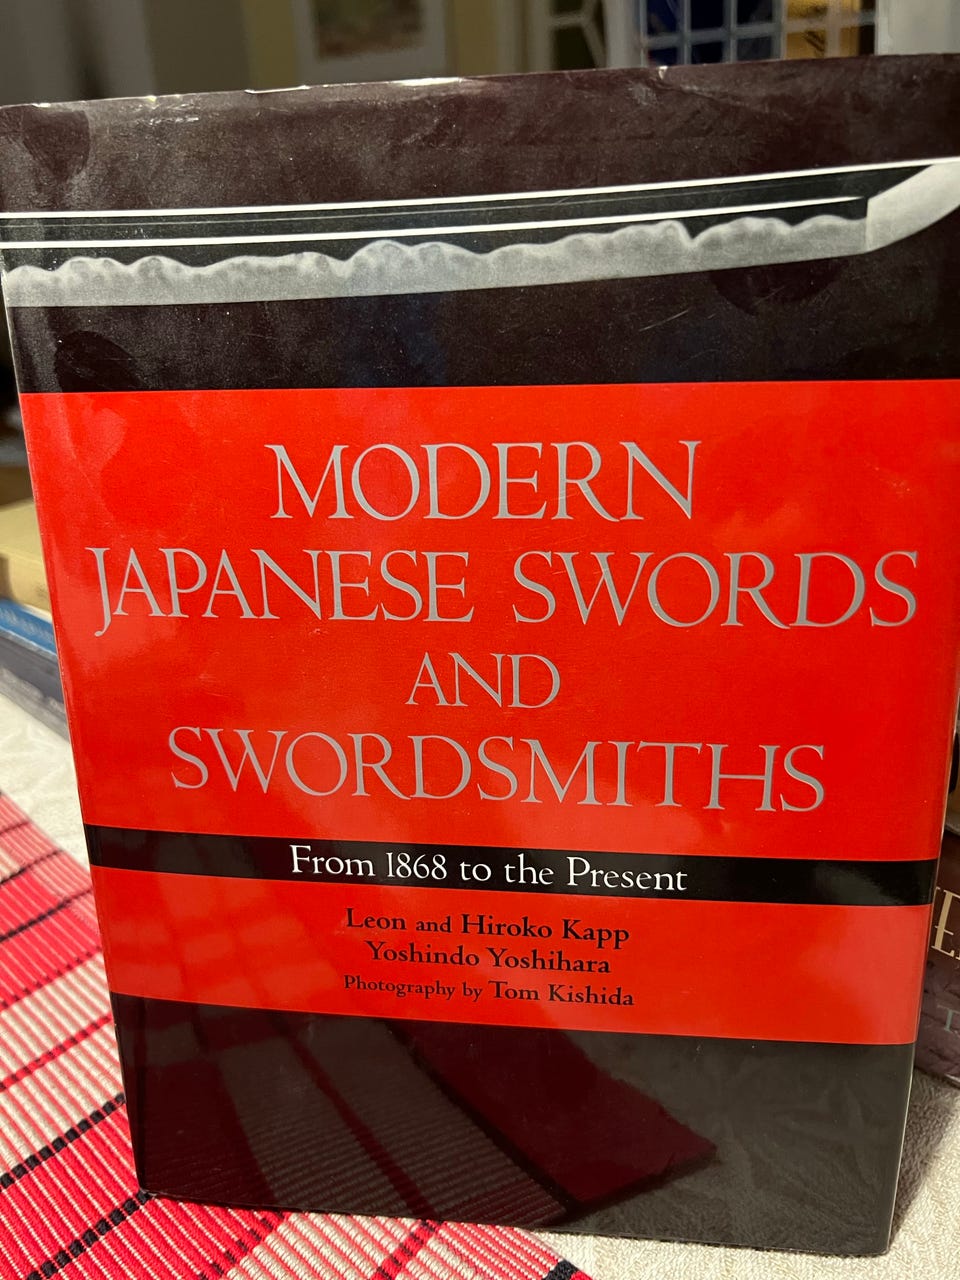 MODERN
JAPANESE SWORDS
AND
SWORDSMITHS
From 1868 to the Present
Leon and Hiroko Kapp
Yoshindo Yoshihara
Photography by Tom Kishida